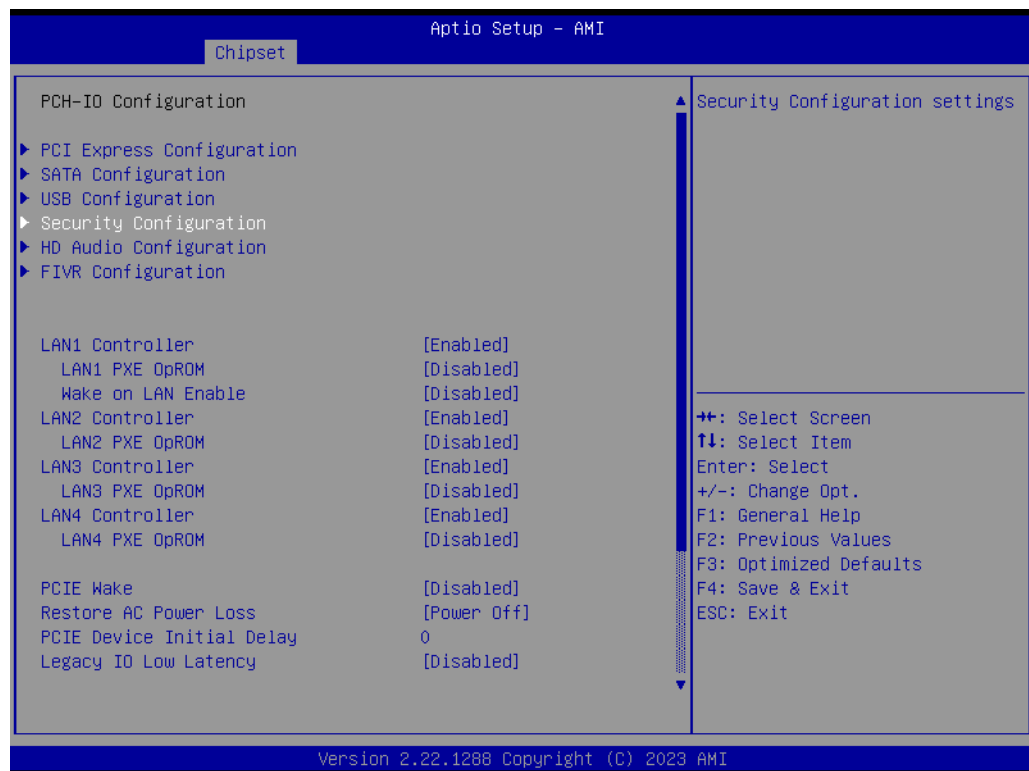 Aptio Setup – AMI
Chipset
PCH-IO Configuration
▶ PCI Express Configuration
▶ SATA Configuration
▶ USB Configuration
▶ Security Configuration
▶ HD Audio Configuration
▶ FIVR Configuration
LAN1 Controller [Enabled]
LAN1 PXE OpROM [Disabled]
Wake on LAN Enable [Disabled]
LAN2 Controller [Enabled]
LAN2 PXE OpROM [Disabled]
LAN3 Controller [Enabled]
LAN3 PXE OpROM [Disabled]
LAN4 Controller [Enabled]
LAN4 PXE OpROM [Disabled]
PCIE Wake [Disabled]
Restore AC Power Loss [Power Off]
PCIE Device Initial Delay 0
Legacy IO Low Latency [Disabled]
Security Configuration settings
→←: Select Screen
↑↓: Select Item
Enter: Select
+/-: Change Opt.
F1: General Help
F2: Previous Values
F3: Optimized Defaults
F4: Save & Exit
ESC: Exit
Version 2.22.1288 Copyright (C) 2023 AMI